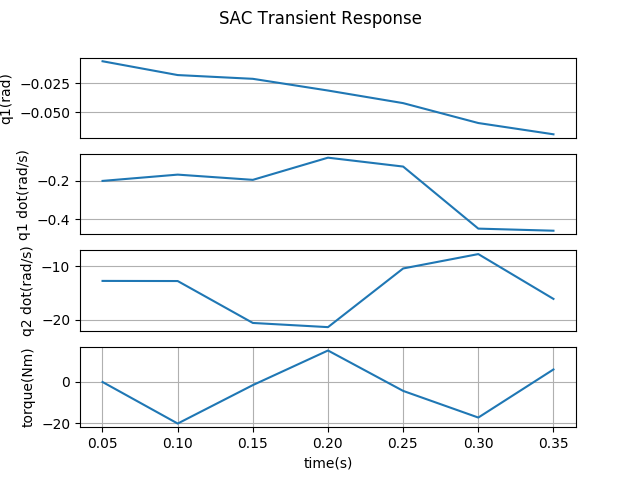 SAC Transient Response
q1(rad)
−0.025
−0.050
q1 dot(rad/s)
−0.2
−0.4
q2 dot(rad/s)
−10
−20
torque(Nm)
0
−20
0.05 0.10 0.15 0.20 0.25 0.30 0.35
time(s)